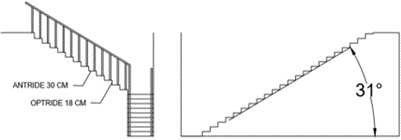 ANTRIDE 30 CM
OPTRIDE 18 CM
31°